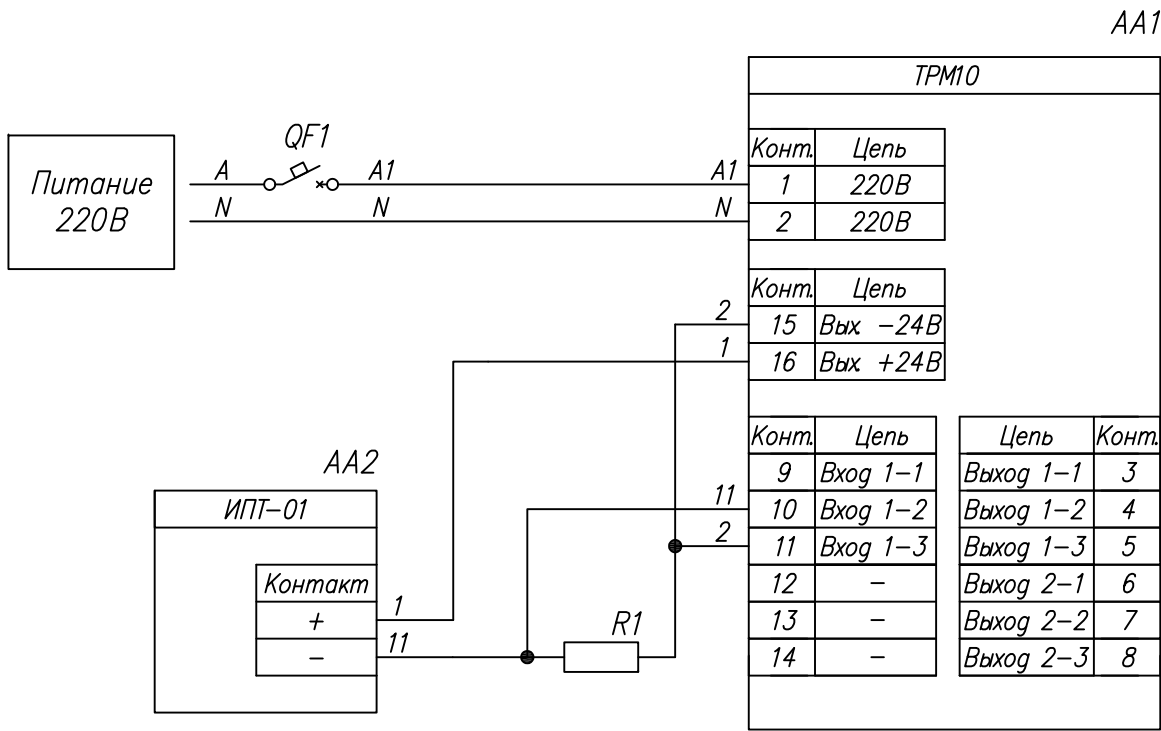 AA1
ТРМ10
QF1
Питание
220В
A
A1
A1
N
N
N
Конт. Цепь
1 220В
2 220В
Конт. Цепь
2 15 Вых. -24В
1 16 Вых. +24В
Конт. Цепь Цепь Конт.
9 Вход 1-1 Выход 1-1 3
11 10 Вход 1-2 Выход 1-2 4
2 11 Вход 1-3 Выход 1-3 5
12 - Выход 2-1 6
13 - Выход 2-2 7
14 - Выход 2-3 8
AA2
ИПТ-01
Контакт
+ 1
- 11
R1